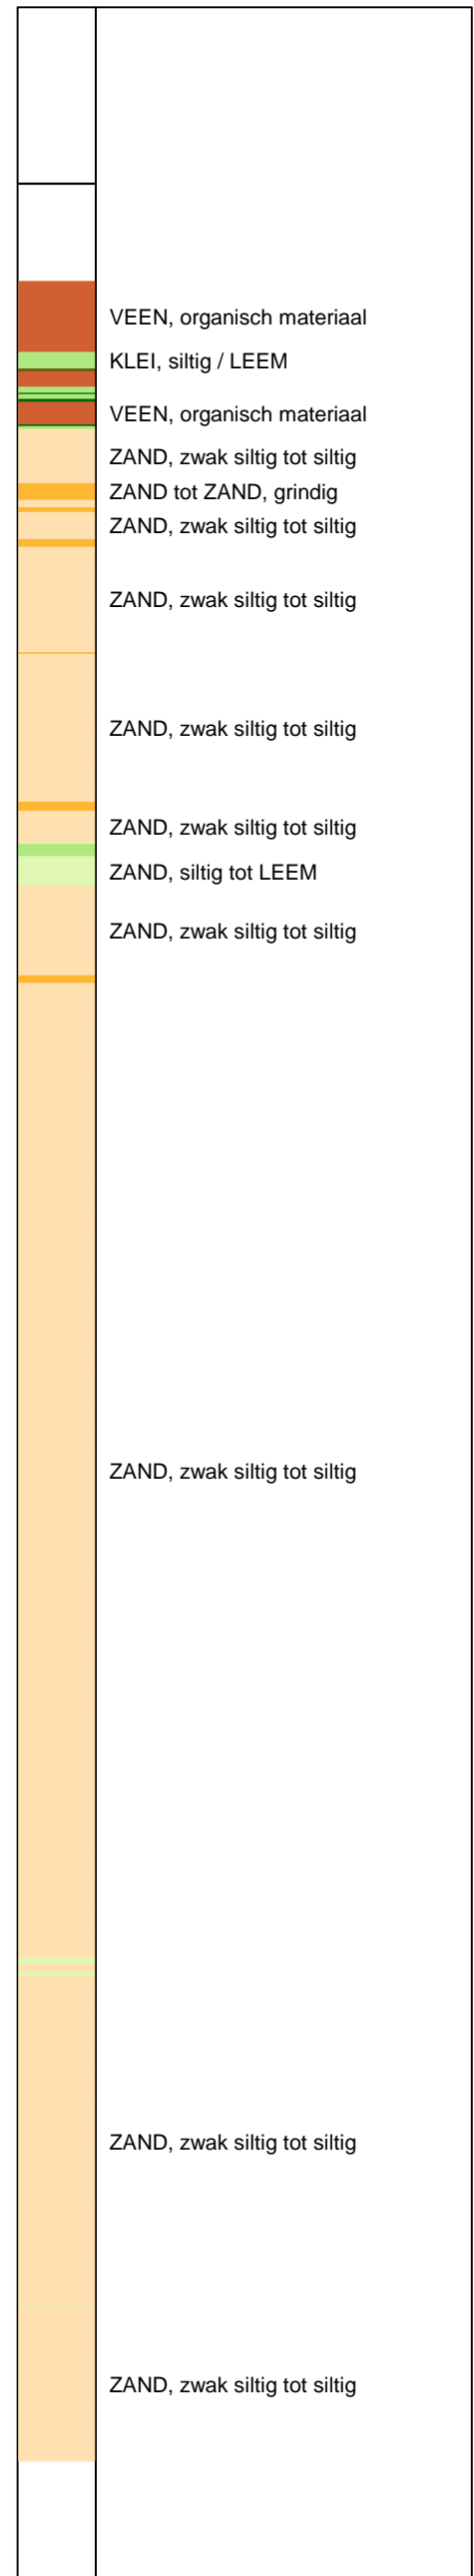 VEEN, organisch materiaal
KLEI, siltig / LEEM
VEEN, organisch materiaal
ZAND, zwak siltig tot siltig
ZAND tot ZAND, grindig
ZAND, zwak siltig tot siltig
ZAND, zwak siltig tot siltig
ZAND, zwak siltig tot siltig
ZAND, zwak siltig tot siltig
ZAND, siltig tot LEEM
ZAND, zwak siltig tot siltig
ZAND, zwak siltig tot siltig
ZAND, zwak siltig tot siltig
ZAND, zwak siltig tot siltig